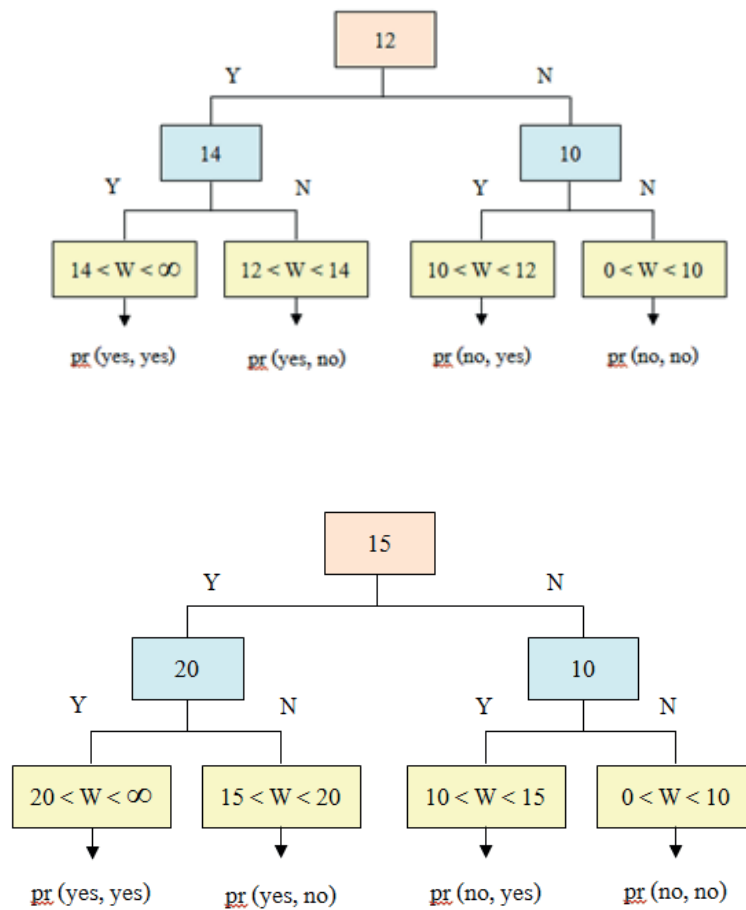 12
Y N
14 10
Y N Y N
14 < W < ∞ 12 < W < 14 10 < W < 12 0 < W < 10
pr (yes, yes) pr (yes, no) pr (no, yes) pr (no, no)
15
Y N
20 10
Y N Y N
20 < W < ∞ 15 < W < 20 10 < W < 15 0 < W < 10
pr (yes, yes) pr (yes, no) pr (no, yes) pr (no, no)